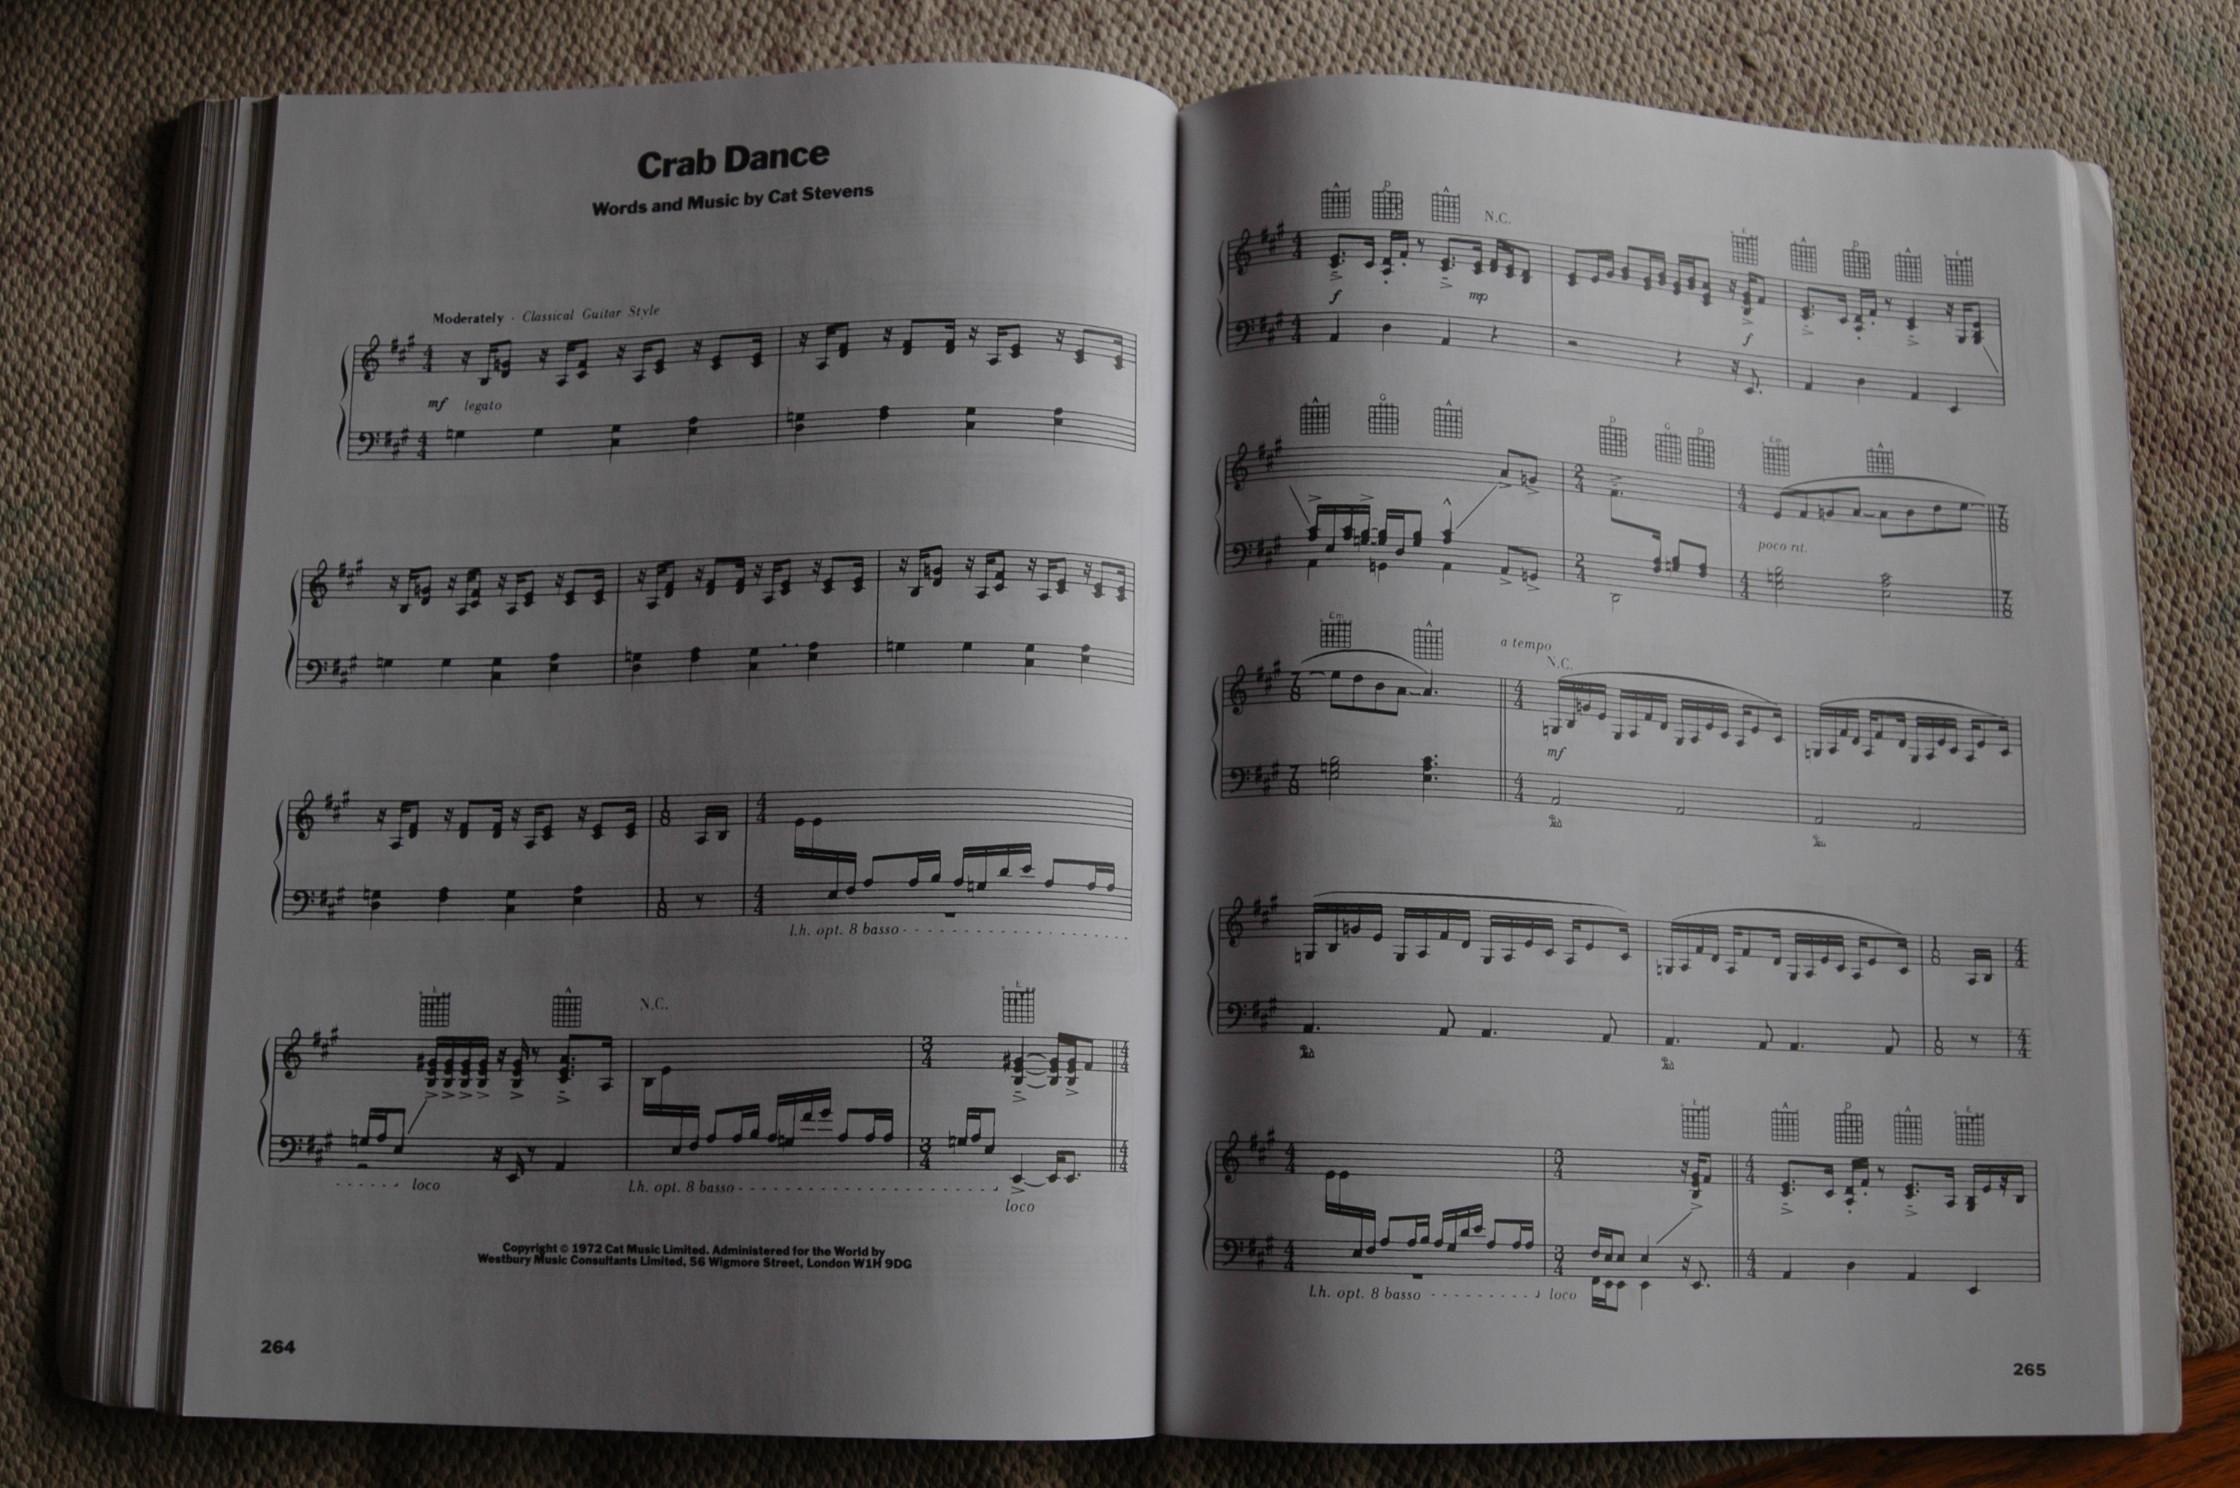 Crab Dance
Words and Music by Cat Stevens
Moderately · Classical Guitar Style
mf legato
l.h. opt. 8 basso
E A N.C. E
loco
l.h. opt. 8 basso
loco
Copyright © 1972 Cat Music Limited. Administered for the World by
Westbury Music Consultants Limited, 56 Wigmore Street, London W1H 9DG
264
A D A N.C. E A D A E
f mp f
A G A D G D Em A
poco rit.
Em A a tempo N.C.
mf
E A D A E
l.h. opt. 8 basso loco
265